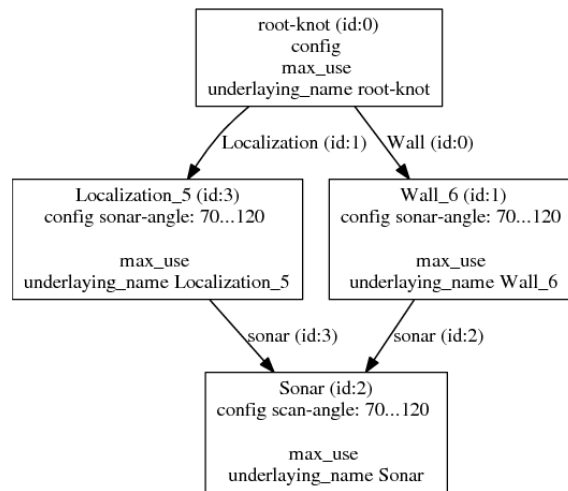 root-knot (id:0)
config
max_use
underlaying_name root-knot
Localization (id:1)
Wall (id:0)
Localization_5 (id:3)
config sonar-angle: 70...120
max_use
underlaying_name Localization_5
Wall_6 (id:1)
config sonar-angle: 70...120
max_use
underlaying_name Wall_6
sonar (id:3)
sonar (id:2)
Sonar (id:2)
config scan-angle: 70...120
max_use
underlaying_name Sonar